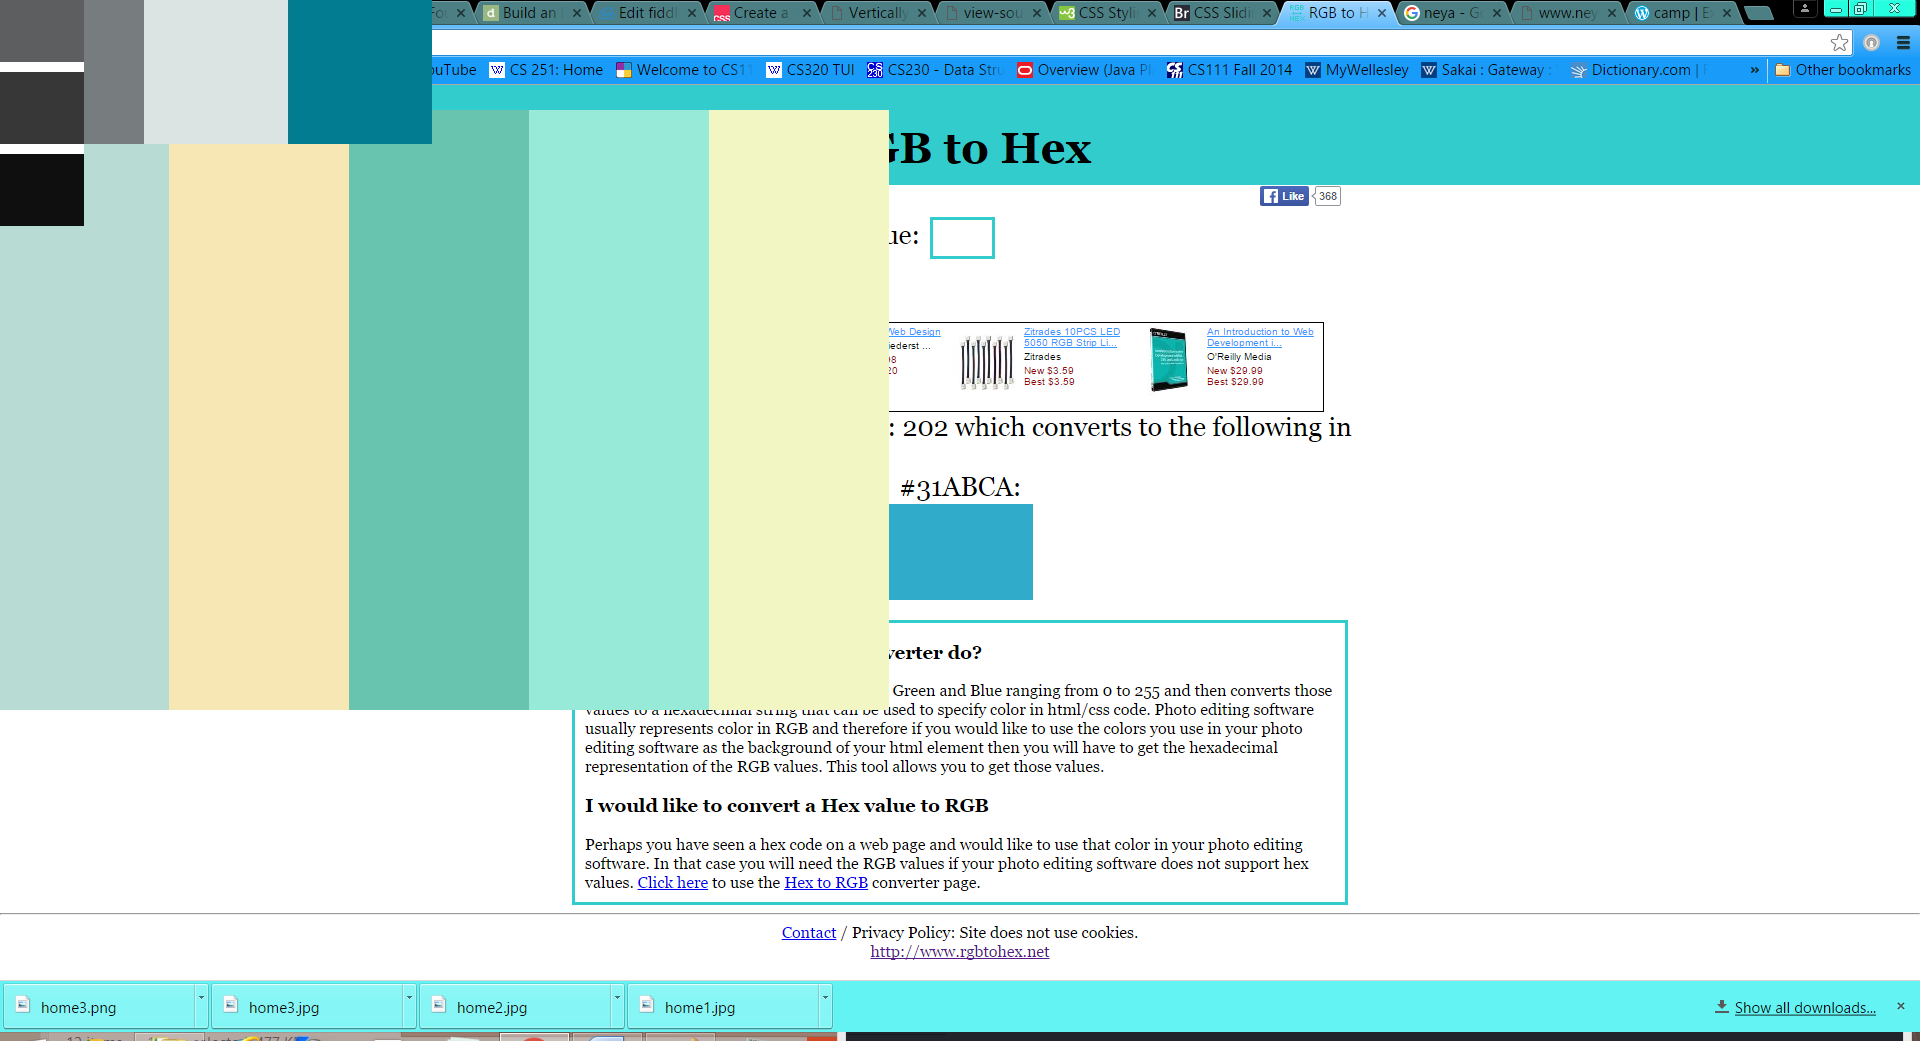 Build an
Edit fiddl
Create a
Vertically
view-sou
CSS Stylin
CSS Slidin
RGB to H
neya - Go
www.ney
camp | E
ouTube
CS 251: Home
Welcome to CS11
CS320 TUI
CS230 - Data Stru
Overview (Java Pl
CS111 Fall 2014
MyWellesley
Sakai : Gateway :
Dictionary.com |
»
Other bookmarks
GB to Hex
Like 368
ue:
Web Design
iederst ...
Zitrades 10PCS LED
5050 RGB Strip Li...
Zitrades
New $3.59
Best $3.59
An Introduction to Web
Development i...
O'Reilly Media
New $29.99
Best $29.99
: 202 which converts to the following in
#31ABCA:
verter do?
Green and Blue ranging from 0 to 255 and then converts those
values to a hexadecimal string that can be used to specify color in html/css code. Photo editing software
usually represents color in RGB and therefore if you would like to use the colors you use in your photo
editing software as the background of your html element then you will have to get the hexadecimal
representation of the RGB values. This tool allows you to get those values.
I would like to convert a Hex value to RGB
Perhaps you have seen a hex code on a web page and would like to use that color in your photo editing
software. In that case you will need the RGB values if your photo editing software does not support hex
values. Click here to use the Hex to RGB converter page.
Contact / Privacy Policy: Site does not use cookies.
http://www.rgbtohex.net
home3.png
home3.jpg
home2.jpg
home1.jpg
Show all downloads...